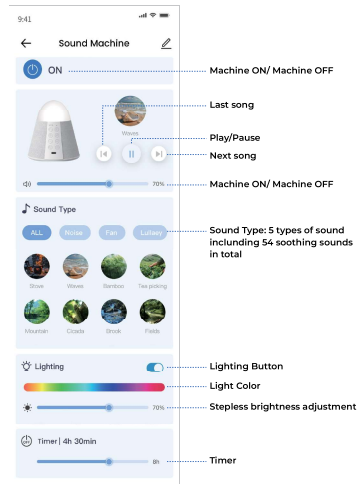 9:41
Sound Machine
ON
Machine ON/ Machine OFF
Last song
Waves
Play/Pause
Next song
70%
Machine ON/ Machine OFF
Sound Type
ALL
Noise
Fan
Lullaby
Sound Type: 5 types of sound
inclunding 54 soothing sounds
in total
Stove
Waves
Bamboo
Tea picking
Mountain
Cicada
Brook
Fields
Lighting
Lighting Button
Light Color
70%
Stepless brightness adjustment
Timer | 4h 30min
8h
Timer